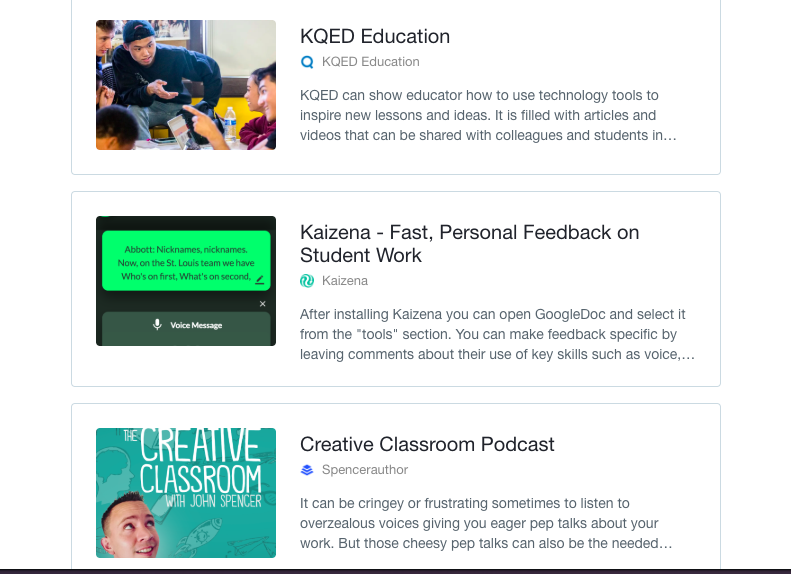 KQED Education
KQED Education
KQED can show educator how to use technology tools to
inspire new lessons and ideas. It is filled with articles and
videos that can be shared with colleagues and students in…
Abbott: Nicknames, nicknames.
Now, on the St. Louis team we have
Who's on first, What's on second,
Voice Message
Kaizena - Fast, Personal Feedback on
Student Work
Kaizena
After installing Kaizena you can open GoogleDoc and select it
from the "tools" section. You can make feedback specific by
leaving comments about their use of key skills such as voice,…
THE CREATIVE
CLASSROOM
WITH JOHN SPENCER
Creative Classroom Podcast
Spencerauthor
It can be cringey or frustrating sometimes to listen to
overzealous voices giving you eager pep talks about your
work. But those cheesy pep talks can also be the needed…